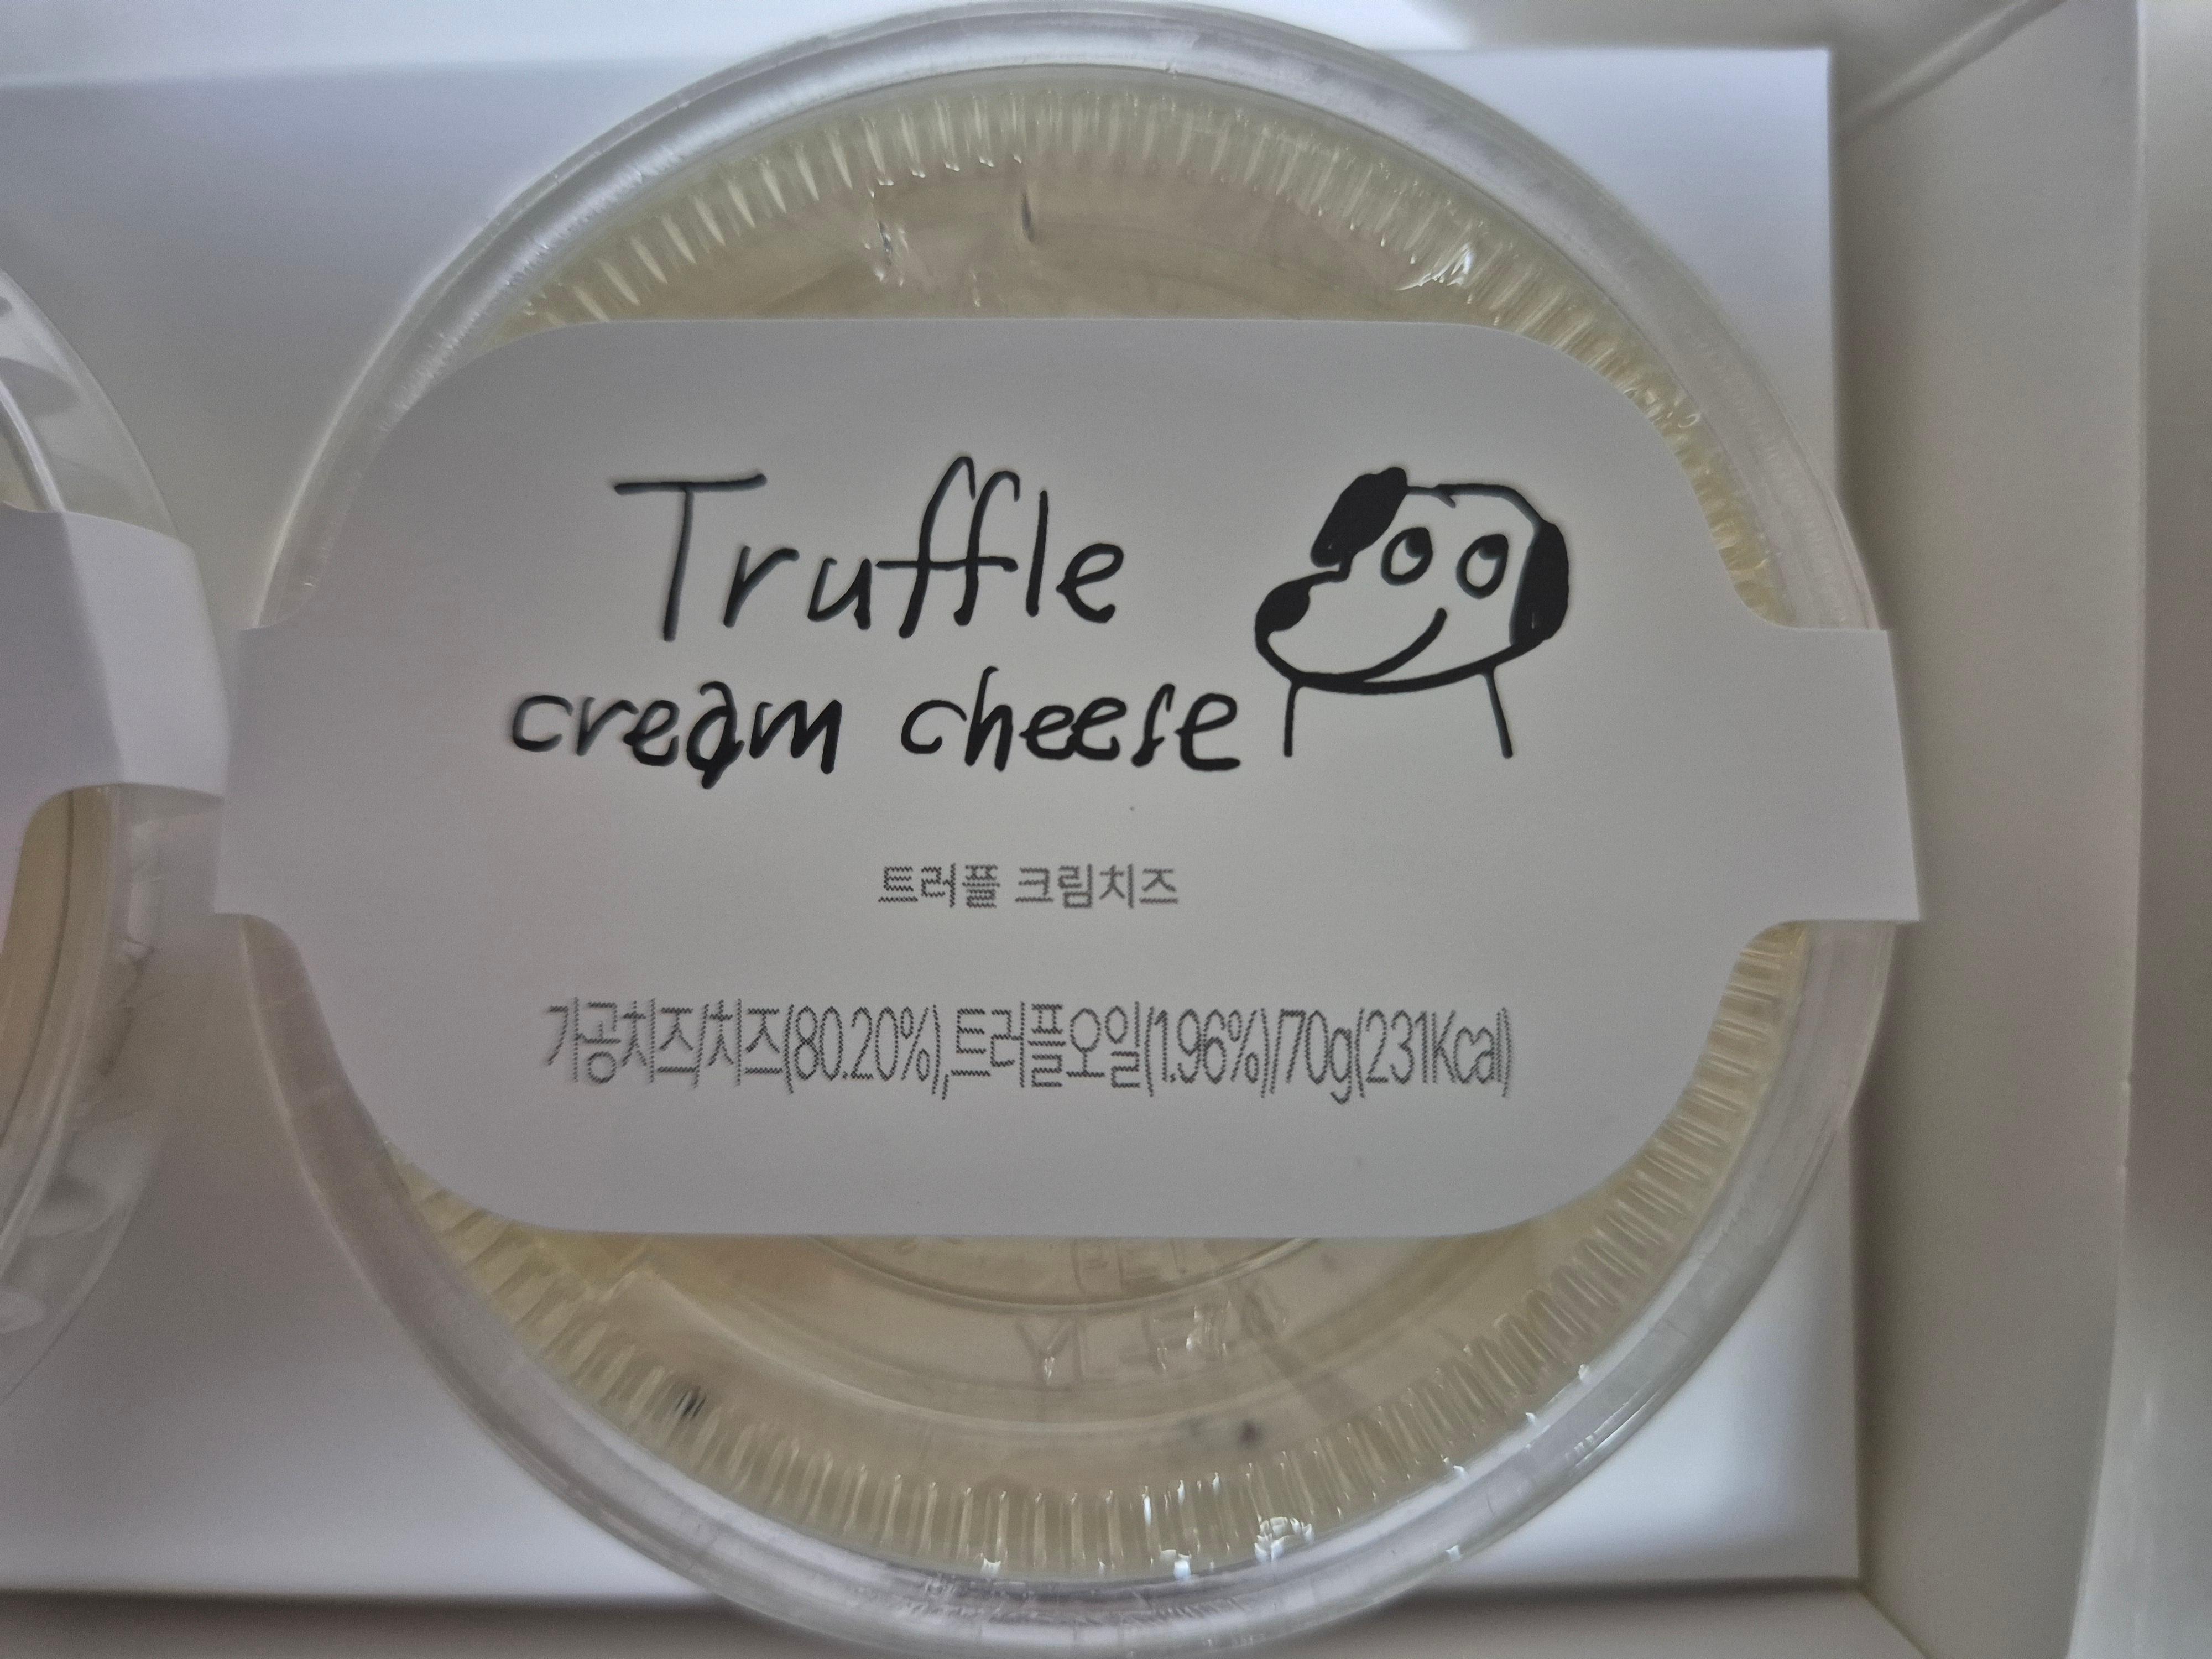 Truffle
cream cheese
트러플 크림치즈
가공치즈/치즈(80.20%),트러플오일(1.96%)/70g(231Kcal)